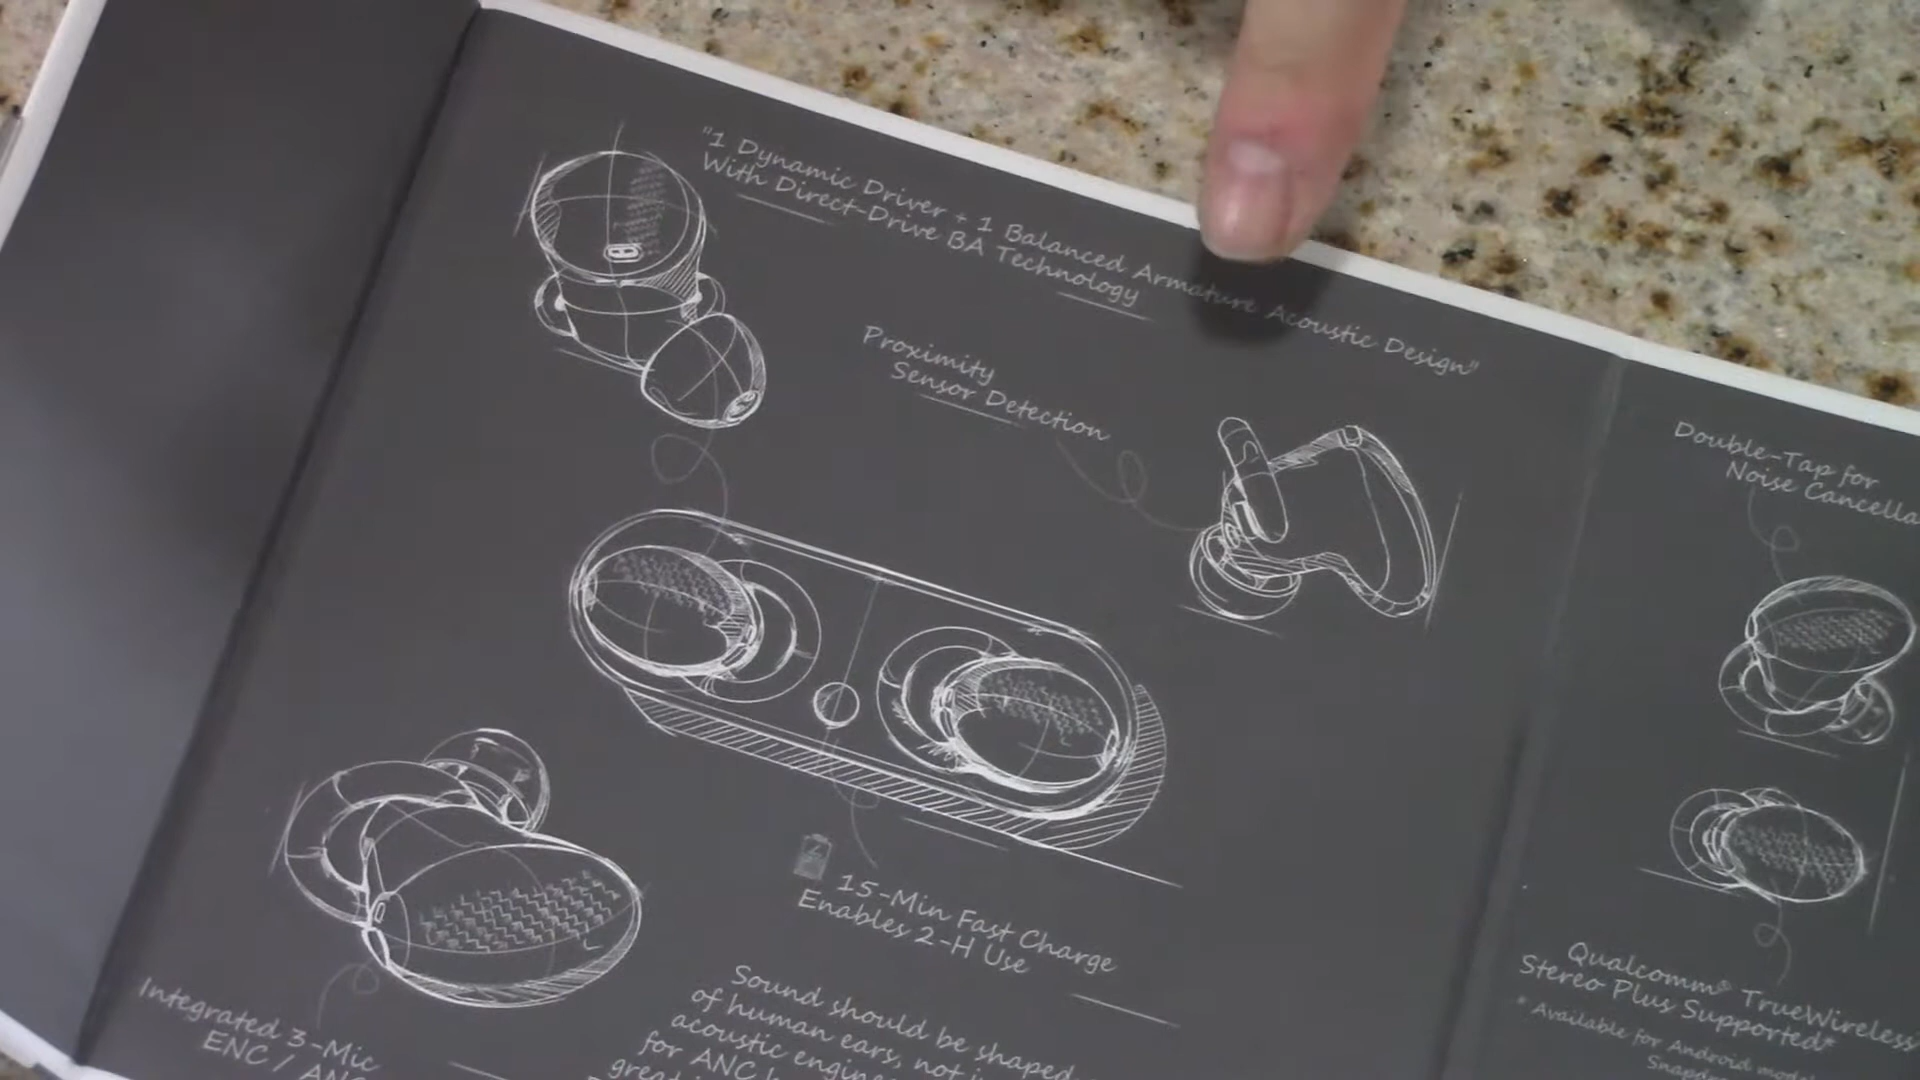 "1 Dynamic Driver + 1 Balanced Armature Acoustic Design"
With Direct-Drive BA Technology
Proximity
Sensor Detection
15-Min Fast Charge
Enables 2-H Use
Integrated 3-Mic
ENC / ANC
Sound should be shaped
of human ears, not
acoustic
for ANC
Double-Tap for
Noise
Qualcomm® TrueWireless
Stereo Plus Supported*
* Available for Android